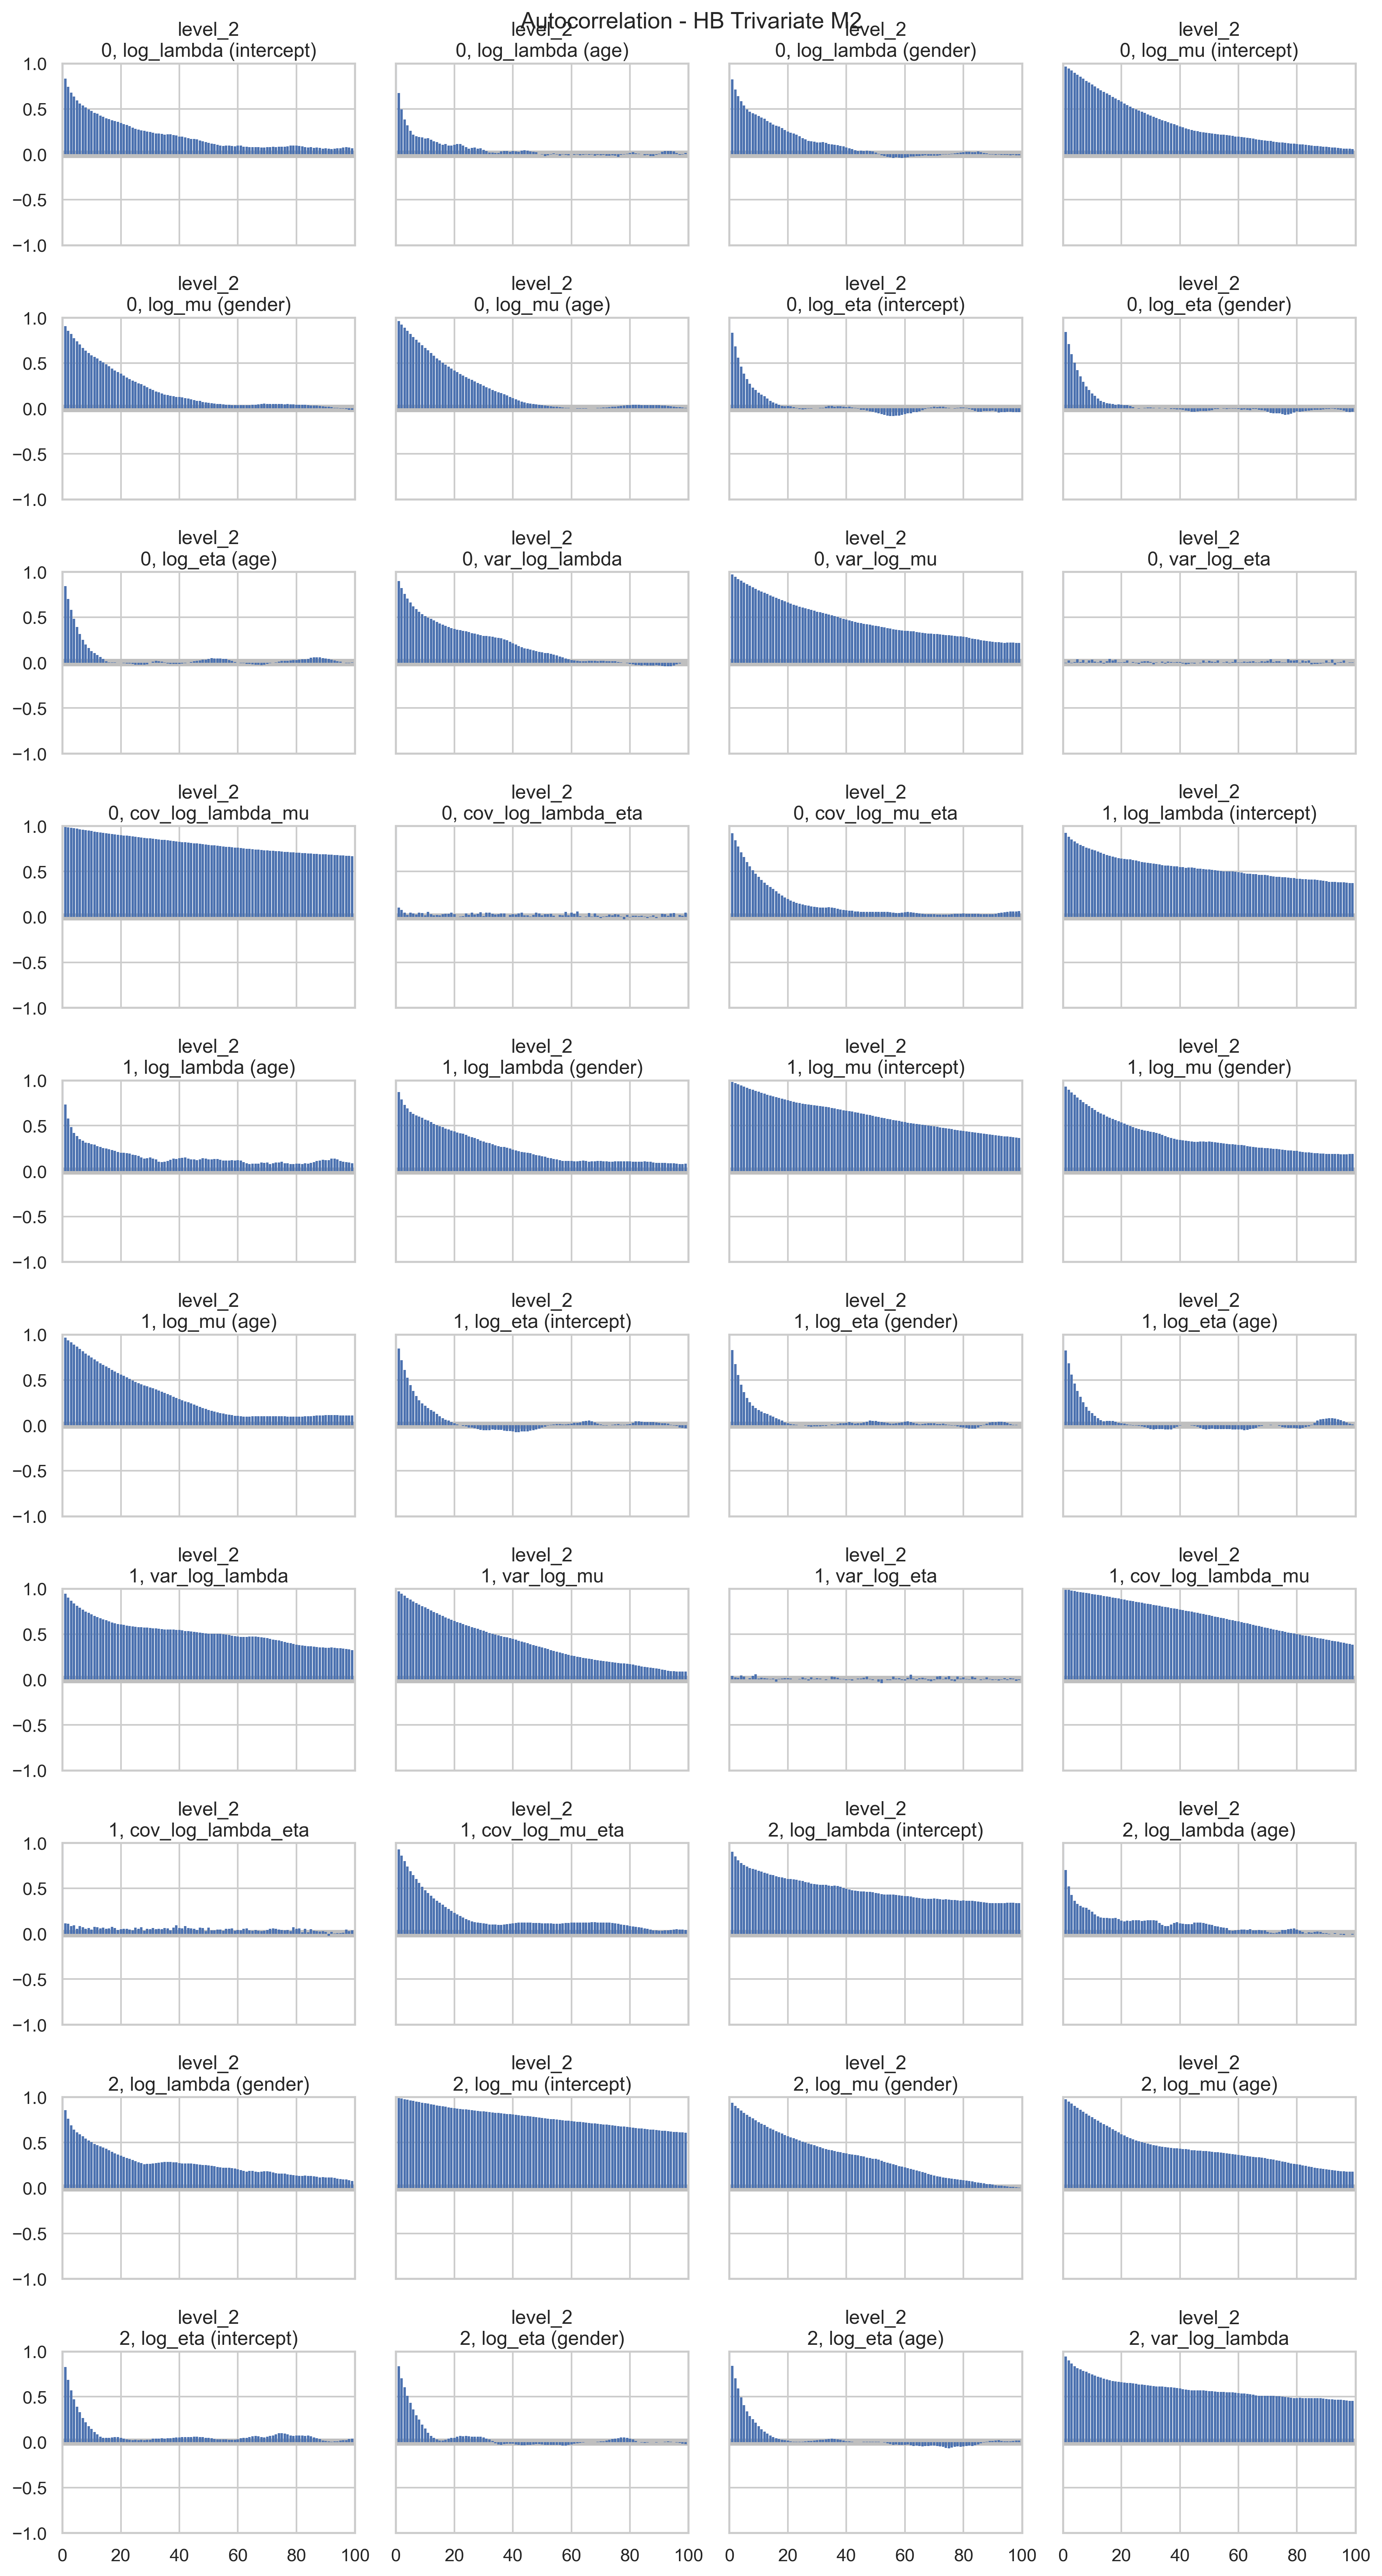 Autocorrelation - HB Trivariate M2
level_2 level_2 level_2 level_2
0, log_lambda (intercept) 0, log_lambda (age) 0, log_lambda (gender) 0, log_mu (intercept)
1.0
0.5
0.0
−0.5
−1.0
level_2 level_2 level_2 level_2
0, log_mu (gender) 0, log_mu (age) 0, log_eta (intercept) 0, log_eta (gender)
1.0
0.5
0.0
−0.5
−1.0
level_2 level_2 level_2 level_2
0, log_eta (age) 0, var_log_lambda 0, var_log_mu 0, var_log_eta
1.0
0.5
0.0
−0.5
−1.0
level_2 level_2 level_2 level_2
0, cov_log_lambda_mu 0, cov_log_lambda_eta 0, cov_log_mu_eta 1, log_lambda (intercept)
1.0
0.5
0.0
−0.5
−1.0
level_2 level_2 level_2 level_2
1, log_lambda (age) 1, log_lambda (gender) 1, log_mu (intercept) 1, log_mu (gender)
1.0
0.5
0.0
−0.5
−1.0
level_2 level_2 level_2 level_2
1, log_mu (age) 1, log_eta (intercept) 1, log_eta (gender) 1, log_eta (age)
1.0
0.5
0.0
−0.5
−1.0
level_2 level_2 level_2 level_2
1, var_log_lambda 1, var_log_mu 1, var_log_eta 1, cov_log_lambda_mu
1.0
0.5
0.0
−0.5
−1.0
level_2 level_2 level_2 level_2
1, cov_log_lambda_eta 1, cov_log_mu_eta 2, log_lambda (intercept) 2, log_lambda (age)
1.0
0.5
0.0
−0.5
−1.0
level_2 level_2 level_2 level_2
2, log_lambda (gender) 2, log_mu (intercept) 2, log_mu (gender) 2, log_mu (age)
1.0
0.5
0.0
−0.5
−1.0
level_2 level_2 level_2 level_2
2, log_eta (intercept) 2, log_eta (gender) 2, log_eta (age) 2, var_log_lambda
1.0
0.5
0.0
−0.5
−1.0
0 20 40 60 80 100 0 20 40 60 80 100 0 20 40 60 80 100 0 20 40 60 80 100